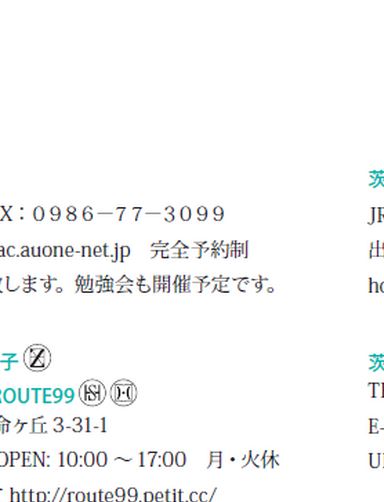 X：０９８６－７７－３０９９
ac.auone-net.jp　完全予約制
します。勉強会も開催予定です。
子 Z
ROUTE99 H H
命ヶ丘 3-31-1
OPEN: 10:00 ～ 17:00　月・火休
http://route99.petit.cc/
茨
JR
出
ho
茨
TE
E-
U